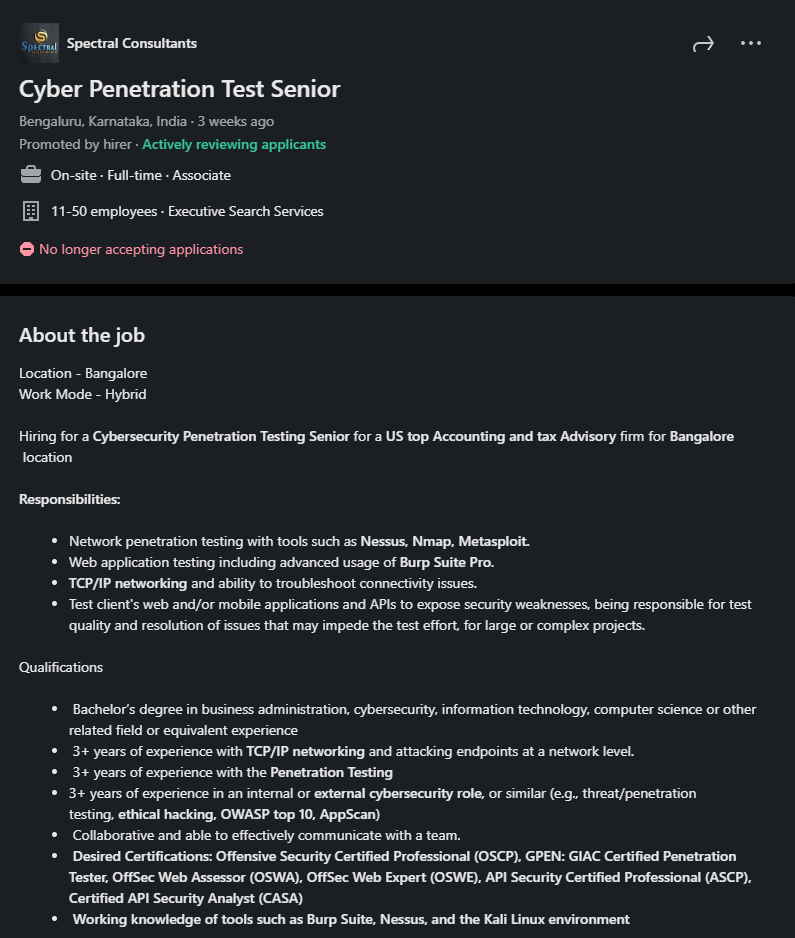 Spectral
Spectral Consultants
Cyber Penetration Test Senior
Bengaluru, Karnataka, India · 3 weeks ago
Promoted by hirer · Actively reviewing applicants
On-site · Full-time · Associate
11-50 employees · Executive Search Services
No longer accepting applications
About the job
Location - Bangalore
Work Mode - Hybrid
Hiring for a Cybersecurity Penetration Testing Senior for a US top Accounting and tax Advisory firm for Bangalore
location
Responsibilities:
• Network penetration testing with tools such as Nessus, Nmap, Metasploit.
• Web application testing including advanced usage of Burp Suite Pro.
• TCP/IP networking and ability to troubleshoot connectivity issues.
• Test client's web and/or mobile applications and APIs to expose security weaknesses, being responsible for test
quality and resolution of issues that may impede the test effort, for large or complex projects.
Qualifications
• Bachelor's degree in business administration, cybersecurity, information technology, computer science or other
related field or equivalent experience
• 3+ years of experience with TCP/IP networking and attacking endpoints at a network level.
• 3+ years of experience with the Penetration Testing
• 3+ years of experience in an internal or external cybersecurity role, or similar (e.g., threat/penetration
testing, ethical hacking, OWASP top 10, AppScan)
• Collaborative and able to effectively communicate with a team.
• Desired Certifications: Offensive Security Certified Professional (OSCP), GPEN: GIAC Certified Penetration
Tester, OffSec Web Assessor (OSWA), OffSec Web Expert (OSWE), API Security Certified Professional (ASCP),
Certified API Security Analyst (CASA)
• Working knowledge of tools such as Burp Suite, Nessus, and the Kali Linux environment